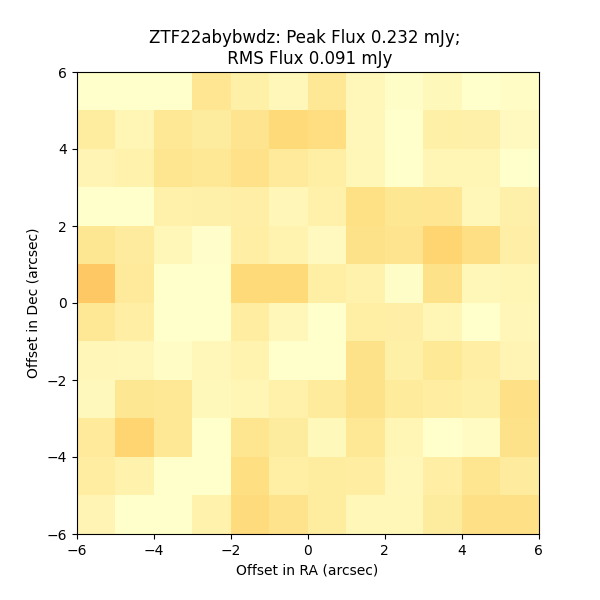 ZTF22abybwdz: Peak Flux 0.232 mJy;
RMS Flux 0.091 mJy
6
4
2
0
−2
−4
−6
Offset in Dec (arcsec)
−6 −4 −2 0 2 4 6
Offset in RA (arcsec)